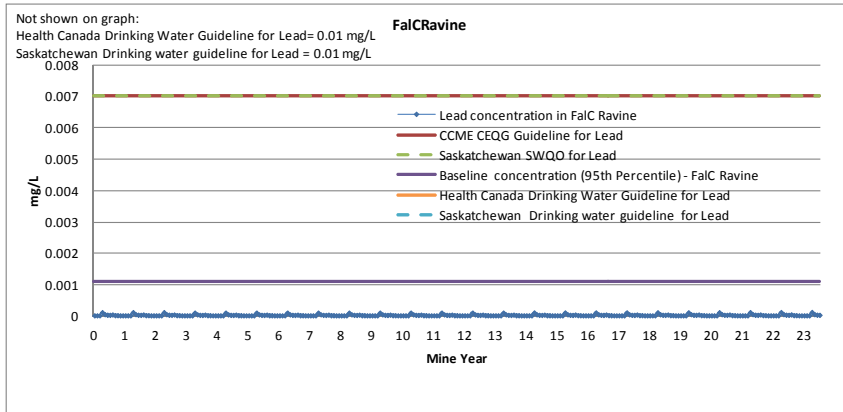 Not shown on graph:
Health Canada Drinking Water Guideline for Lead= 0.01 mg/L
Saskatchewan Drinking water guideline for Lead = 0.01 mg/L
FalCRavine
0.008
0.007
0.006
0.005
0.004
0.003
0.002
0.001
0
mg/L
Lead concentration in FalC Ravine
CCME CEQG Guideline for Lead
Saskatchewan SWQO for Lead
Baseline concentration (95th Percentile) - FalC Ravine
Health Canada Drinking Water Guideline for Lead
Saskatchewan Drinking water guideline for Lead
0 1 2 3 4 5 6 7 8 9 10 11 12 13 14 15 16 17 18 19 20 21 22 23
Mine Year